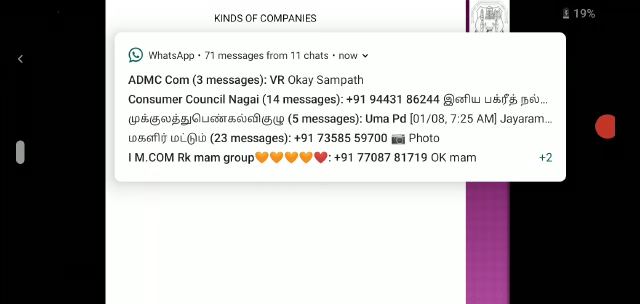 KINDS OF COMPANIES
19%
WhatsApp • 71 messages from 11 chats • now
ADMC Com (3 messages): VR Okay Sampath
Consumer Council Nagai (14 messages): +91 94431 86244 இனிய பக்ரீத் நல்...
முக்குலத்துபெண்கல்விகுழு (5 messages): Uma Pd [01/08, 7:25 AM] Jayaram...
மகளிர் மட்டும் (23 messages): +91 73585 59700 📷 Photo
I M.COM Rk mam group🧡🧡🧡🧡❤️: +91 77087 81719 OK mam
+2